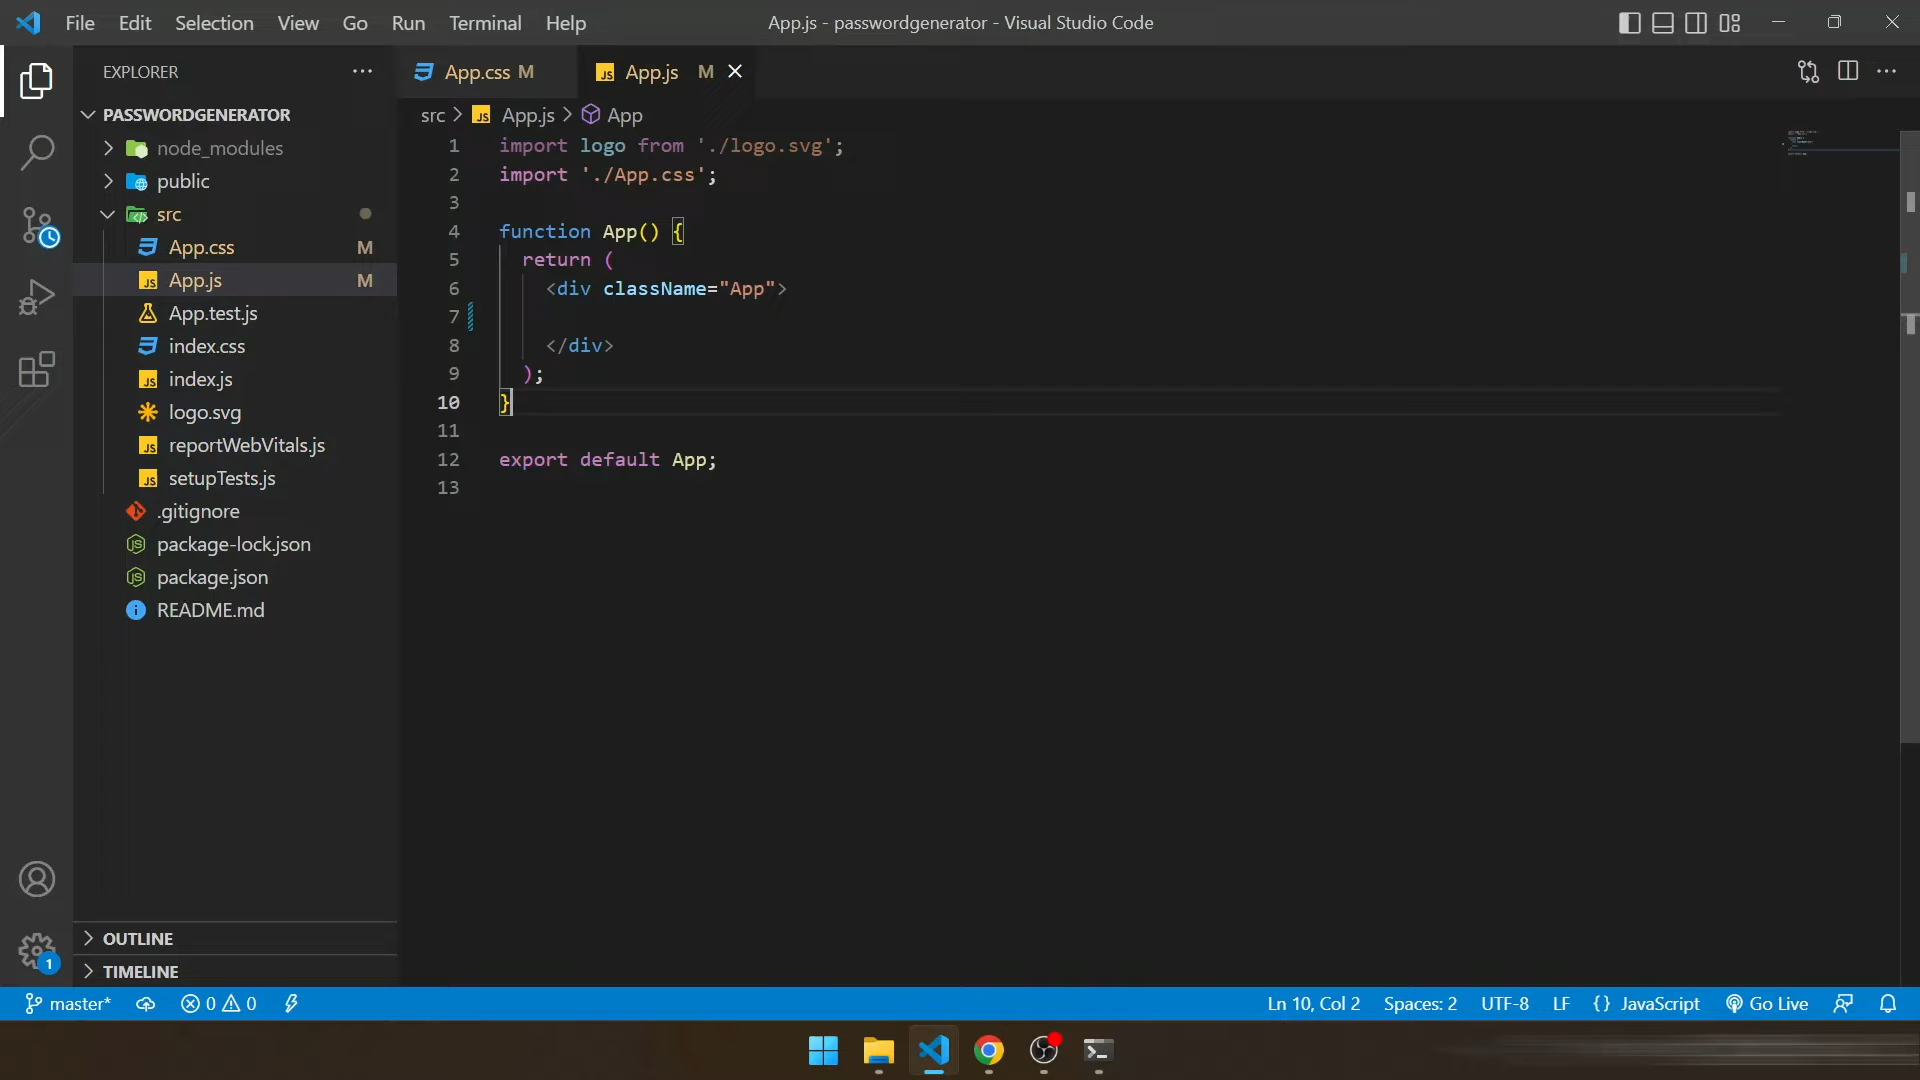 File Edit Selection View Go Run Terminal Help App.js - passwordgenerator - Visual Studio Code
EXPLORER
App.css M
App.js M
PASSWORDGENERATOR
node_modules
public
src
App.css M
App.js M
App.test.js
index.css
index.js
logo.svg
reportWebVitals.js
setupTests.js
.gitignore
package-lock.json
package.json
README.md
OUTLINE
TIMELINE
src > App.js > App
1 import logo from './logo.svg';
2 import './App.css';
3
4 function App() {
5 return (
6 <div className="App">
7
8 </div>
9 );
10 }
11
12 export default App;
13
1
master* 0 0 Ln 10, Col 2 Spaces: 2 UTF-8 LF {} JavaScript Go Live